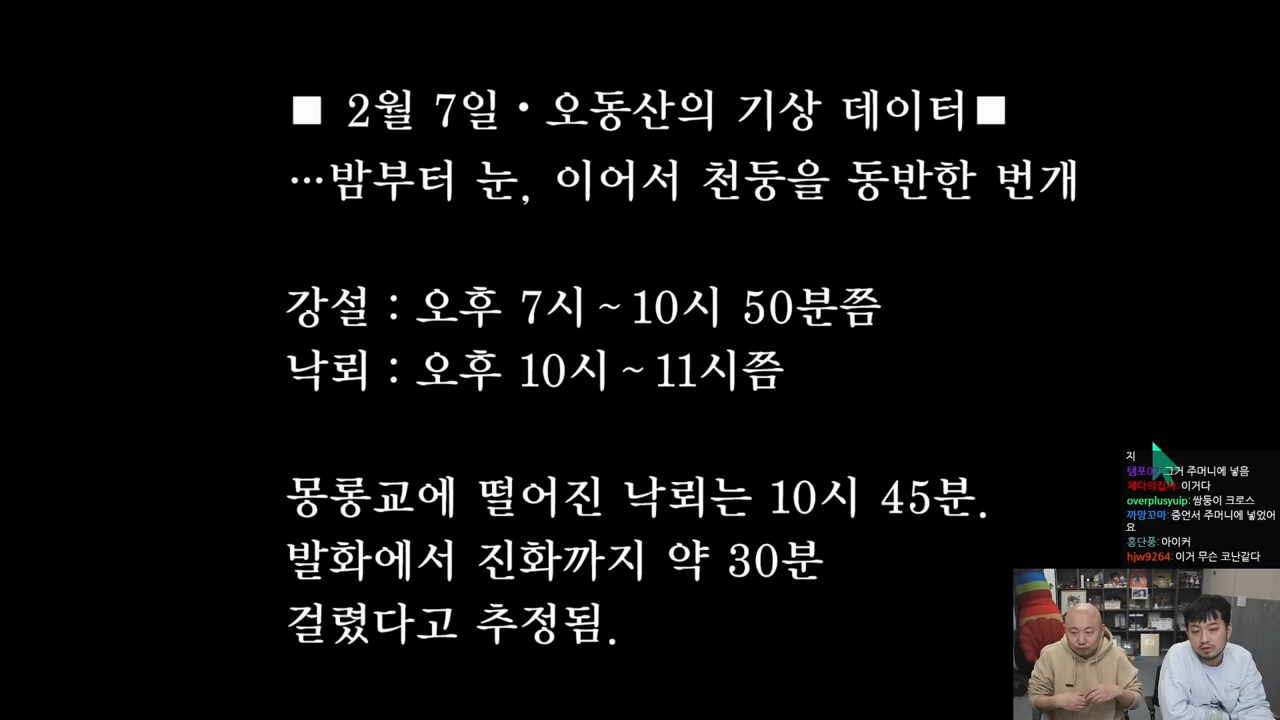 ■ 2월 7일・오동산의 기상 데이터■
…밤부터 눈, 이어서 천둥을 동반한 번개
강설 : 오후 7시 ~ 10시 50분쯤
낙뢰 : 오후 10시 ~ 11시쯤
몽롱교에 떨어진 낙뢰는 10시 45분.
발화에서 진화까지 약 30분
걸렸다고 추정됨.
지
그거 주머니에 넣음
이거다
overplusyuip: 쌍둥이 크로스
까망꼬마: 증언서 주머니에 넣었어
요
홍단풍: 아이커
hjw9264: 이거 무슨 코난같다